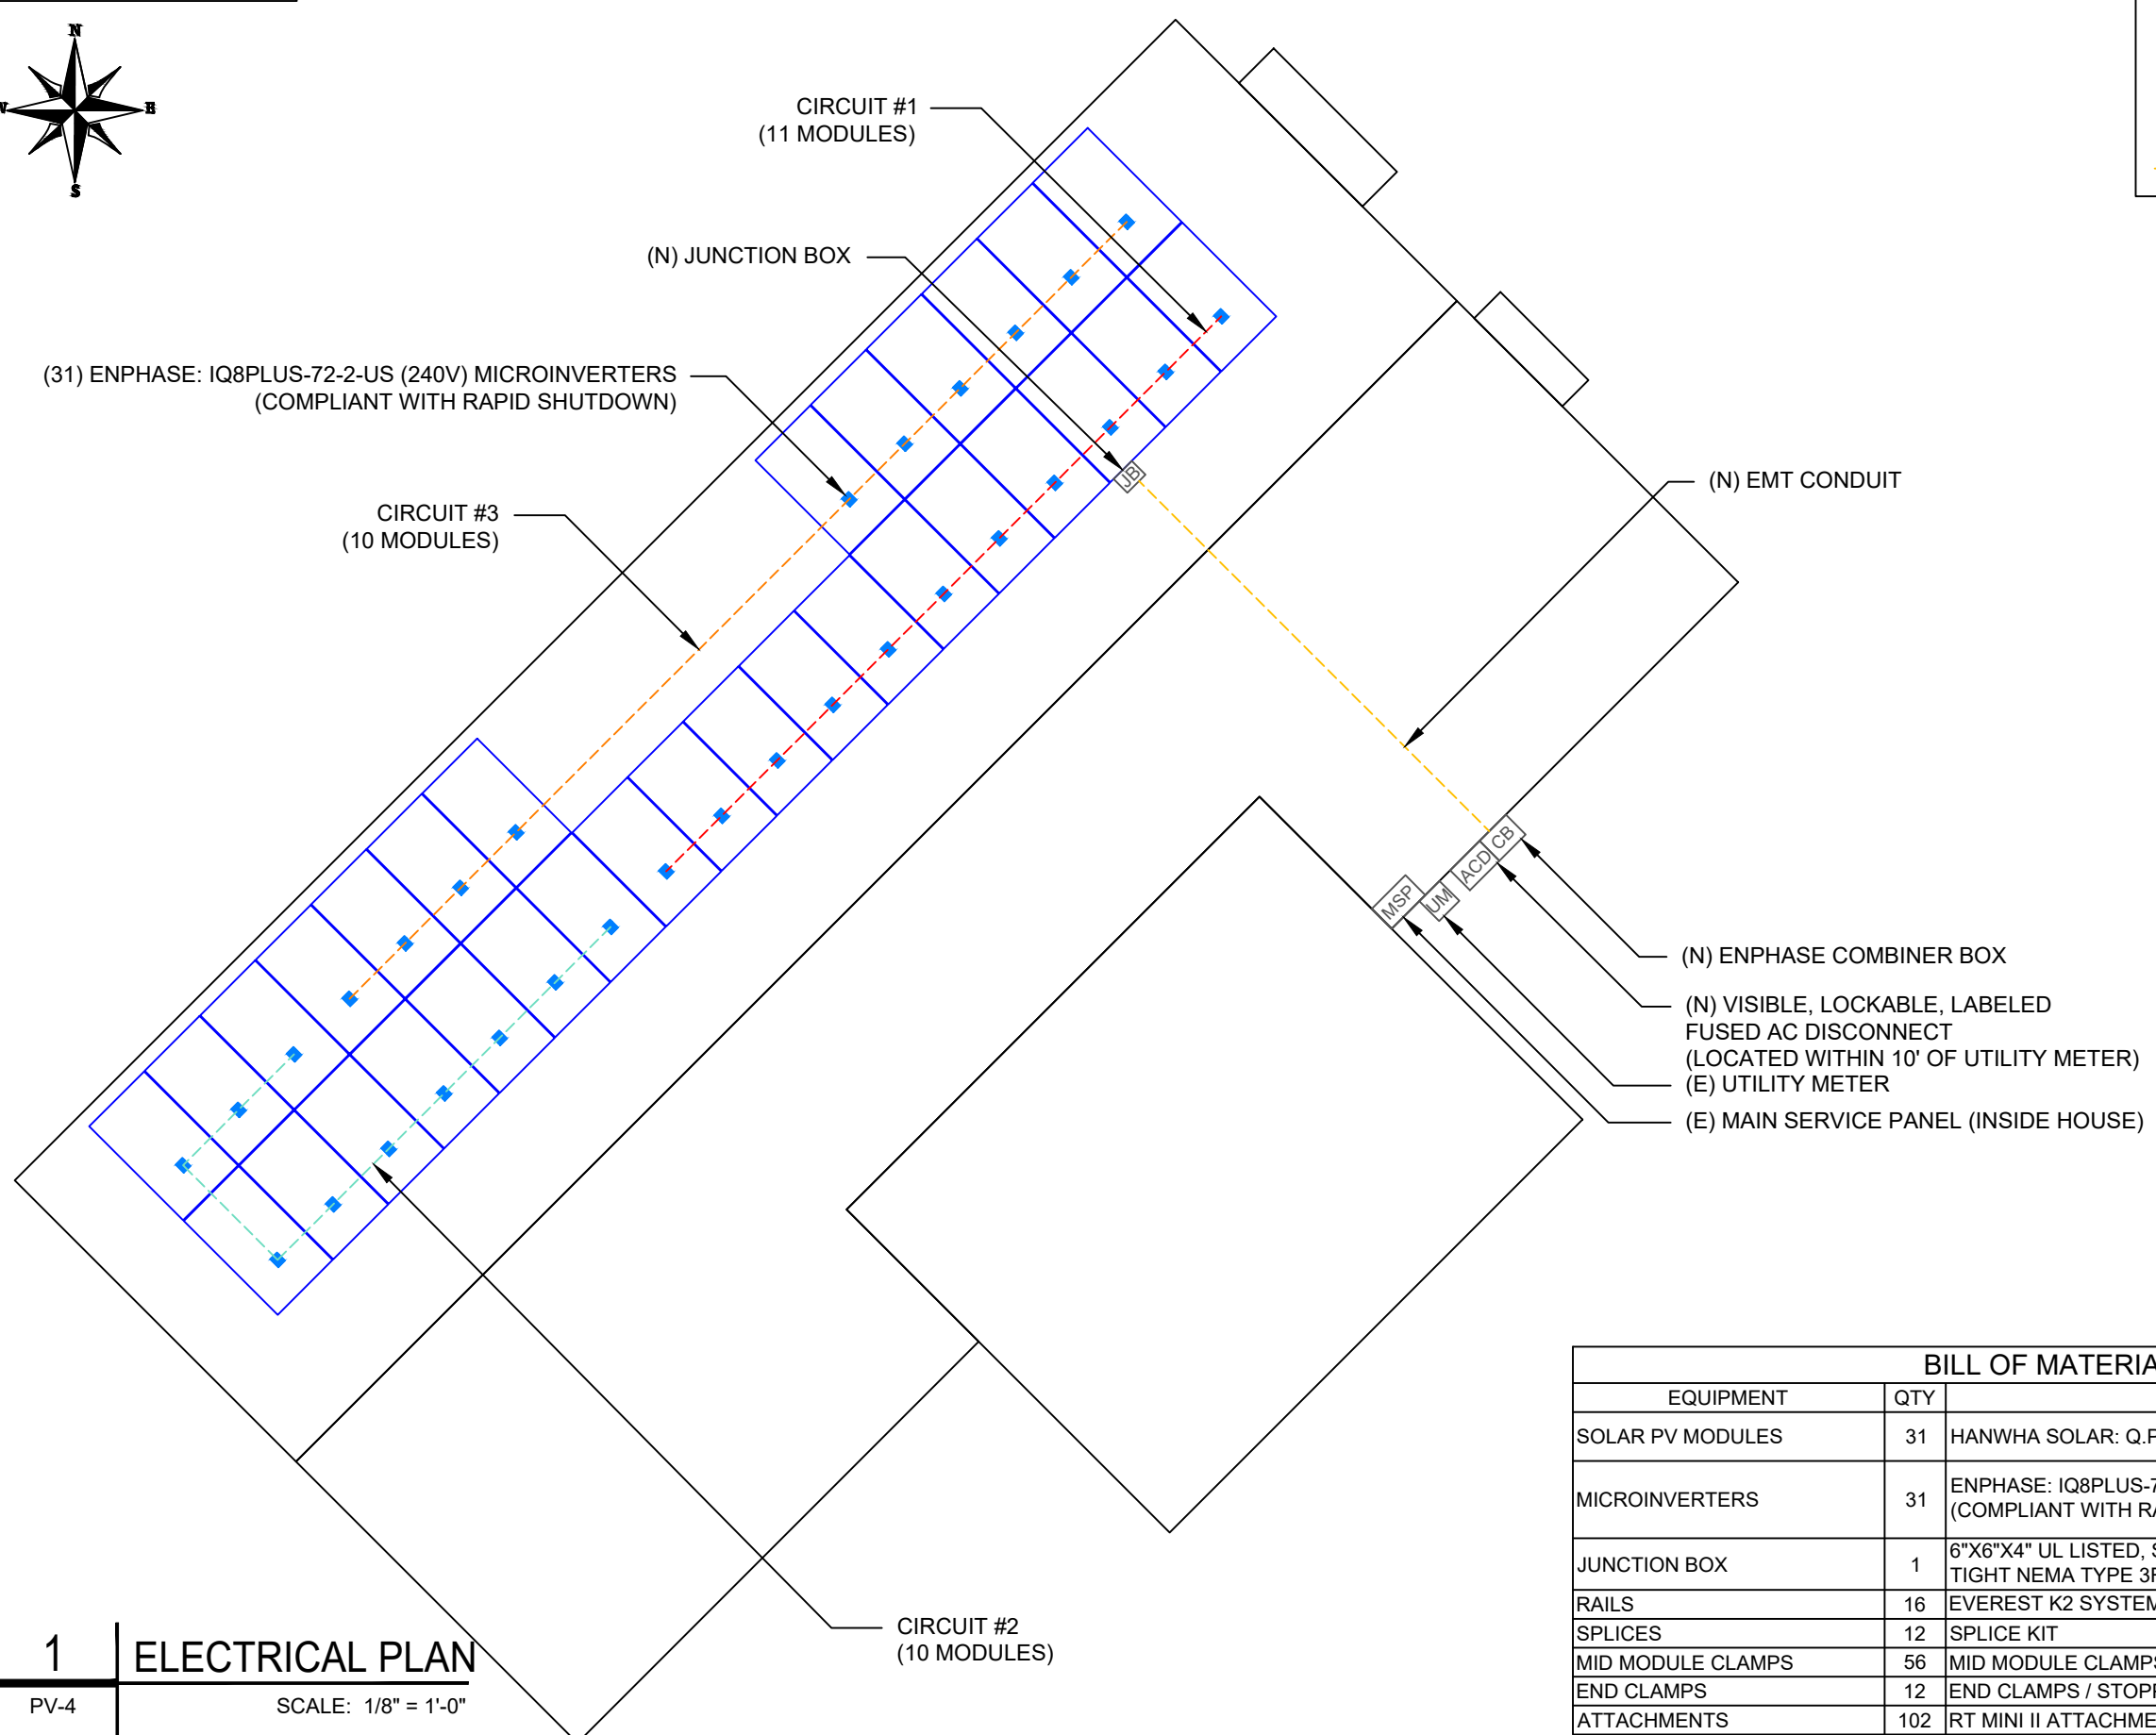 N
E
S
CIRCUIT #1
(11 MODULES)
(N) JUNCTION BOX
(31) ENPHASE: IQ8PLUS-72-2-US (240V) MICROINVERTERS
(COMPLIANT WITH RAPID SHUTDOWN)
CIRCUIT #3
(10 MODULES)
JB
(N) EMT CONDUIT
CB
ACD
UM
MSP
(N) ENPHASE COMBINER BOX
(N) VISIBLE, LOCKABLE, LABELED
FUSED AC DISCONNECT
(LOCATED WITHIN 10' OF UTILITY METER)
(E) UTILITY METER
(E) MAIN SERVICE PANEL (INSIDE HOUSE)
CIRCUIT #2
(10 MODULES)
1
ELECTRICAL PLAN
PV-4
SCALE: 1/8" = 1'-0"
BILL OF MATERIA
EQUIPMENT QTY
SOLAR PV MODULES 31 HANWHA SOLAR:
MICROINVERTERS 31 ENPHASE: IQ8PLUS-7
(COMPLIANT WITH
JUNCTION BOX 1 6"X6"X4" UL LISTED,
TIGHT NEMA TYPE
RAILS 16 EVEREST K2 SYSTEM
SPLICES 12 SPLICE KIT
MID MODULE CLAMPS 56 MID MODULE CLAMPS
END CLAMPS 12 END CLAMPS /
ATTACHMENTS 102 RT MINI II